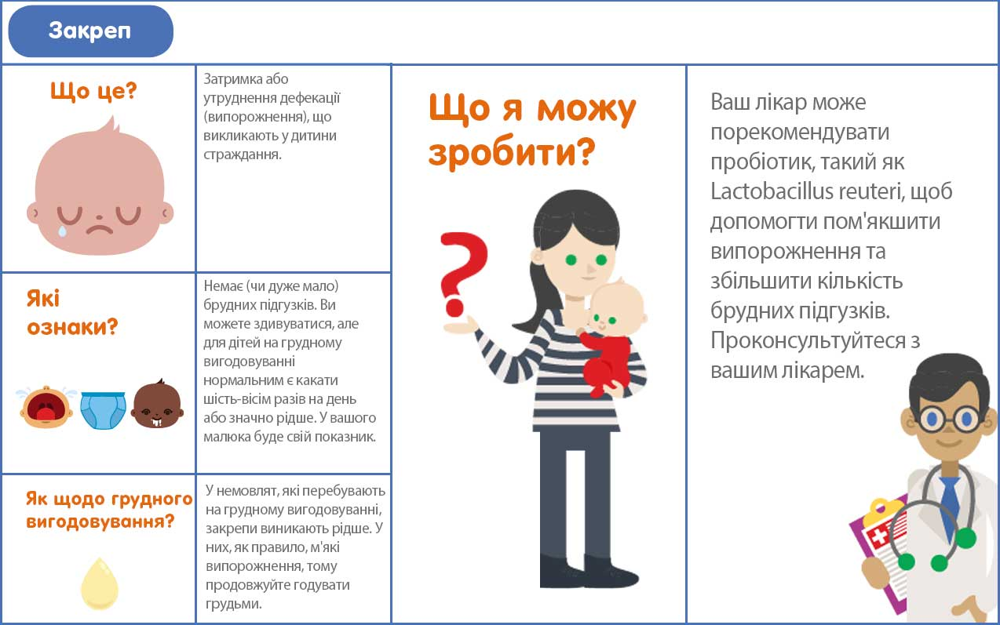 Закреп
Що це?
Затримка або
утруднення дефекації
(випорожнення), що
викликають у дитини
страждання.
Які
ознаки?
Немає (чи дуже мало)
брудних підгузків. Ви
можете здивуватися, але
для дітей на грудному
вигодовуванні
нормальним є какати
шість-вісім разів на день
або значно рідше. У вашого
малюка буде свій показник.
Як щодо грудного
вигодовування?
У немовлят, які перебувають
на грудному вигодовуванні,
закрепи виникають рідше. У
них, як правило, м'які
випорожнення, тому
продовжуйте годувати
грудьми.
Що я можу
зробити?
Ваш лікар може
порекомендувати
пробіотик, такий як
Lactobacillus reuteri, щоб
допомогти пом'якшити
випорожнення та
збільшити кількість
брудних підгузків.
Проконсультуйтеся з
вашим лікарем.